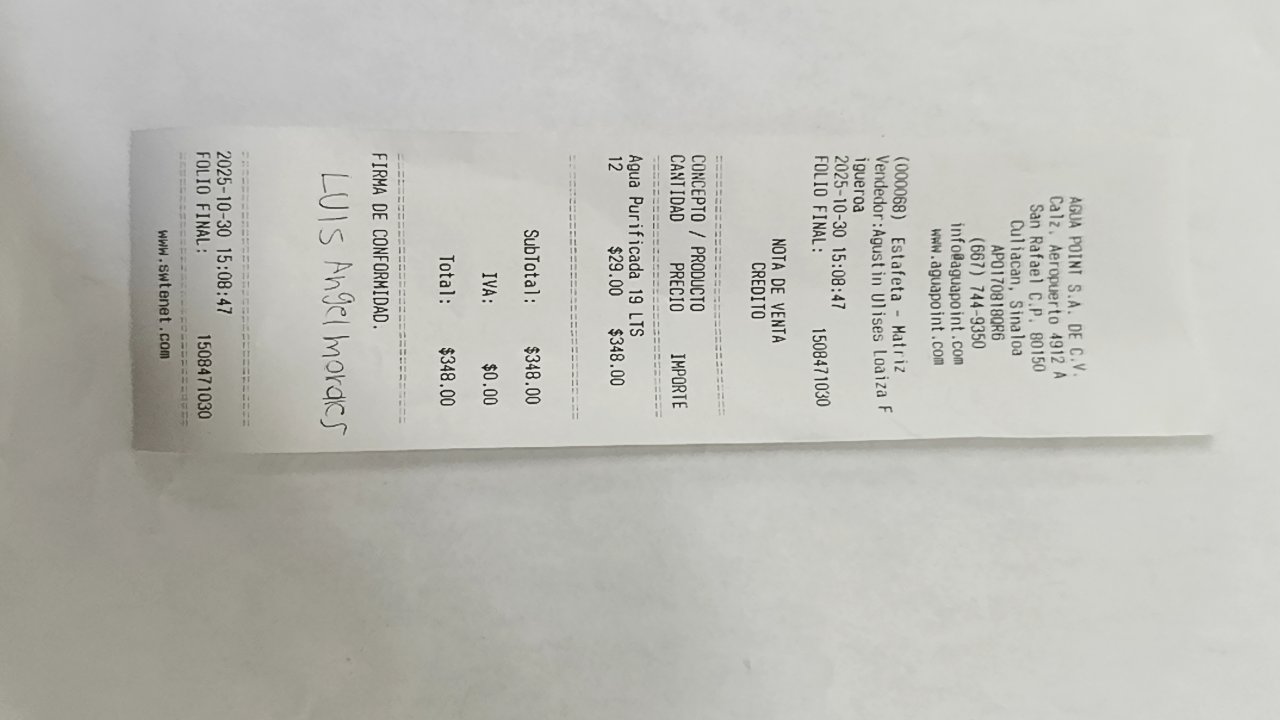 AGUA POINT S.A. DE C.V.
Calz. Aeropuerto 4912 A
San Rafael C.P. 80150
Culiacan, Sinaloa
APO170818QR6
(667) 744-9350
info@aguapoint.com
www.aguapoint.com
(000068) Estafeta - Matriz
Vendedor:Agustin Ulises Loaiza F
igueroa
2025-10-30 15:08:47
FOLIO FINAL: 1508471030
NOTA DE VENTA
CREDITO
CONCEPTO / PRODUCTO
CANTIDAD PRECIO IMPORTE
Agua Purificada 19 LTS
12 $29.00 $348.00
SubTotal: $348.00
IVA: $0.00
Total: $348.00
FIRMA DE CONFORMIDAD.
LUIS Angel morales
2025-10-30 15:08:47
FOLIO FINAL: 1508471030
www.swtenet.com